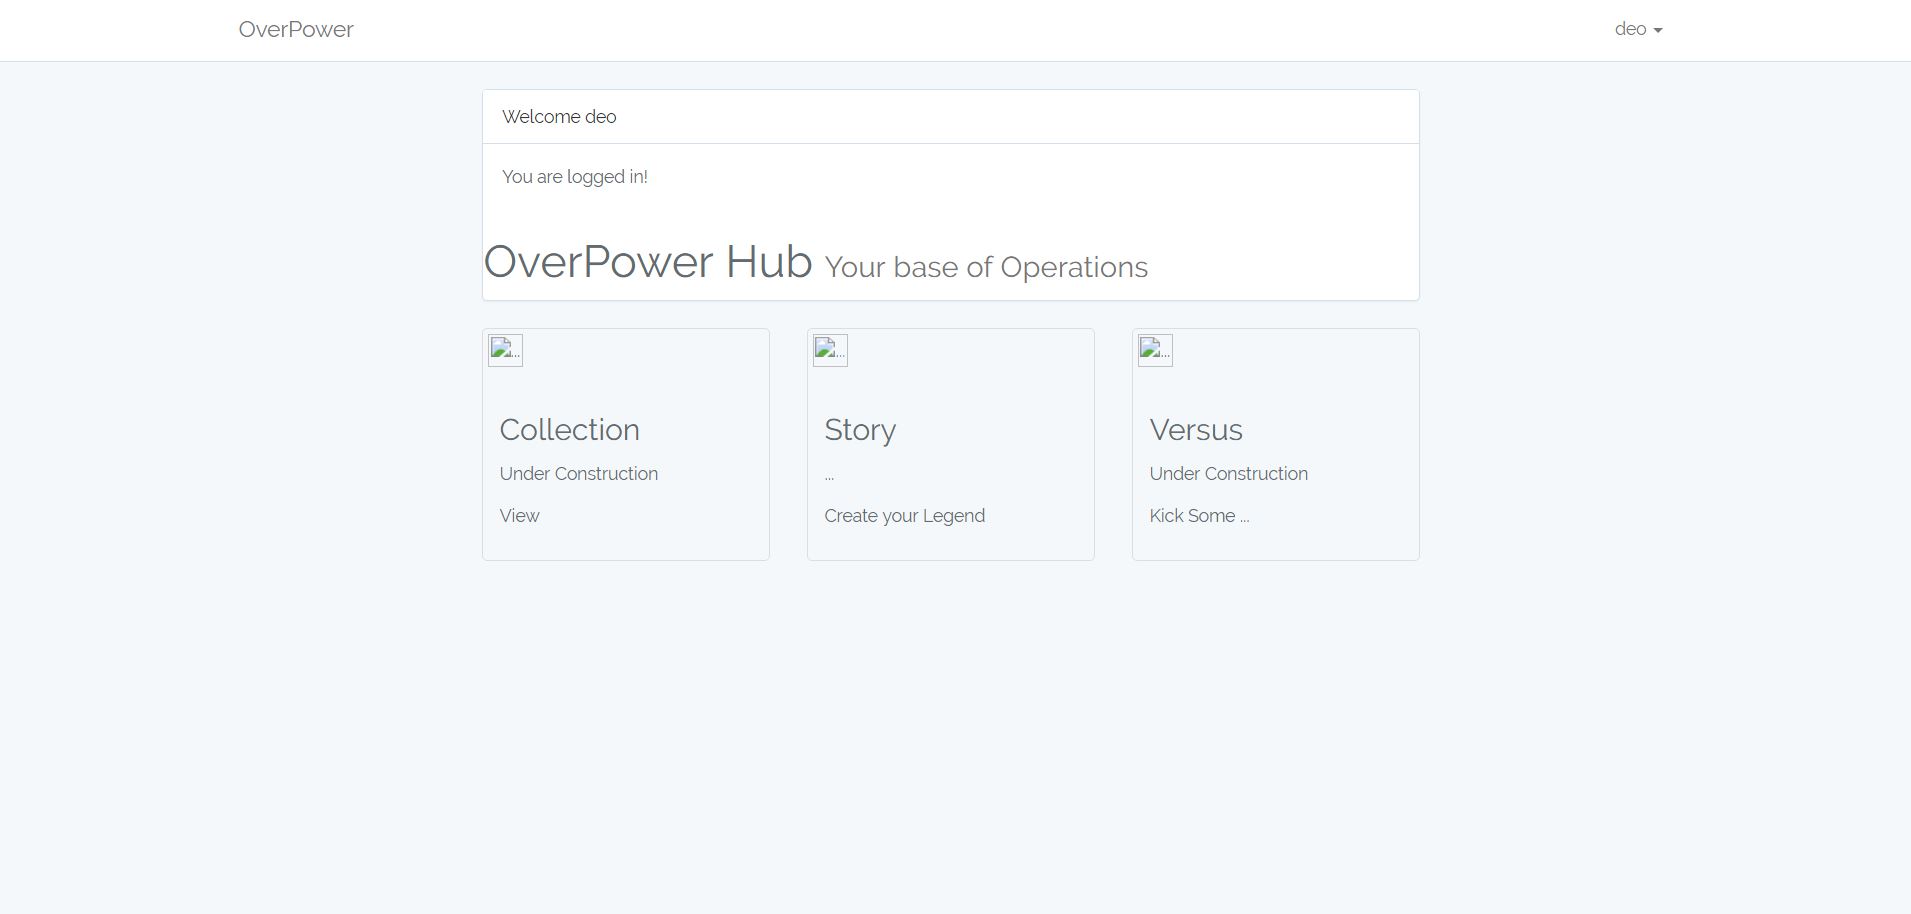 OverPower
deo
Welcome deo
You are logged in!
OverPower Hub Your base of Operations
...
...
...
Collection
Under Construction
View
Story
...
Create your Legend
Versus
Under Construction
Kick Some ...